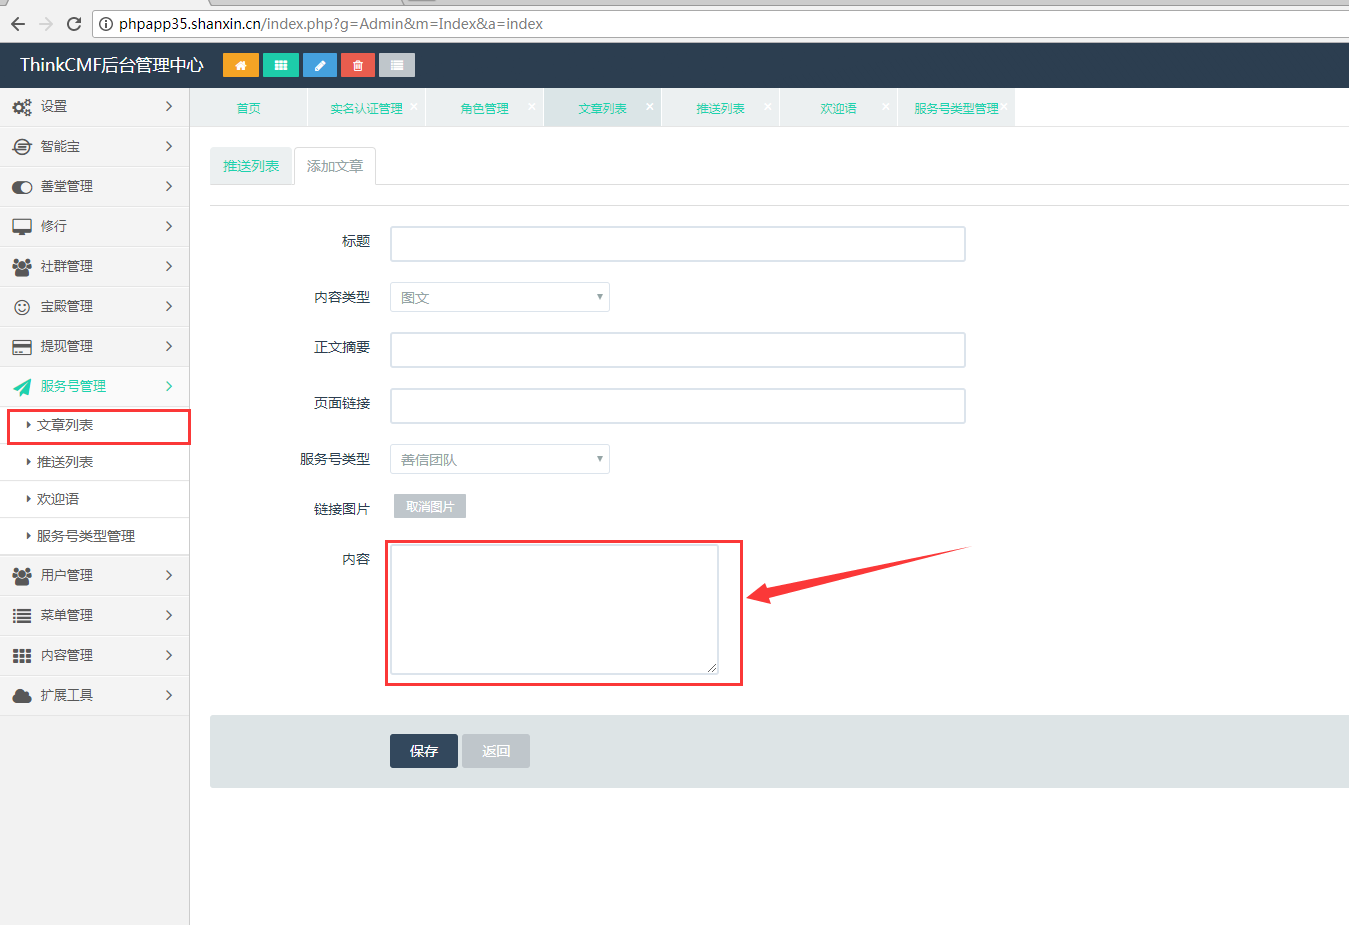 phpapp35.shanxin.cn/index.php?g=Admin&m=Index&a=index
ThinkCMF后台管理中心
设置
智能宝
善堂管理
修行
社群管理
宝殿管理
提现管理
服务号管理
文章列表
推送列表
欢迎语
服务号类型管理
用户管理
菜单管理
内容管理
扩展工具
首页
实名认证管理
角色管理
文章列表
推送列表
欢迎语
服务号类型管理
推送列表
添加文章
标题
内容类型
图文
正文摘要
页面链接
服务号类型
善信团队
链接图片
取消图片
内容
保存
返回